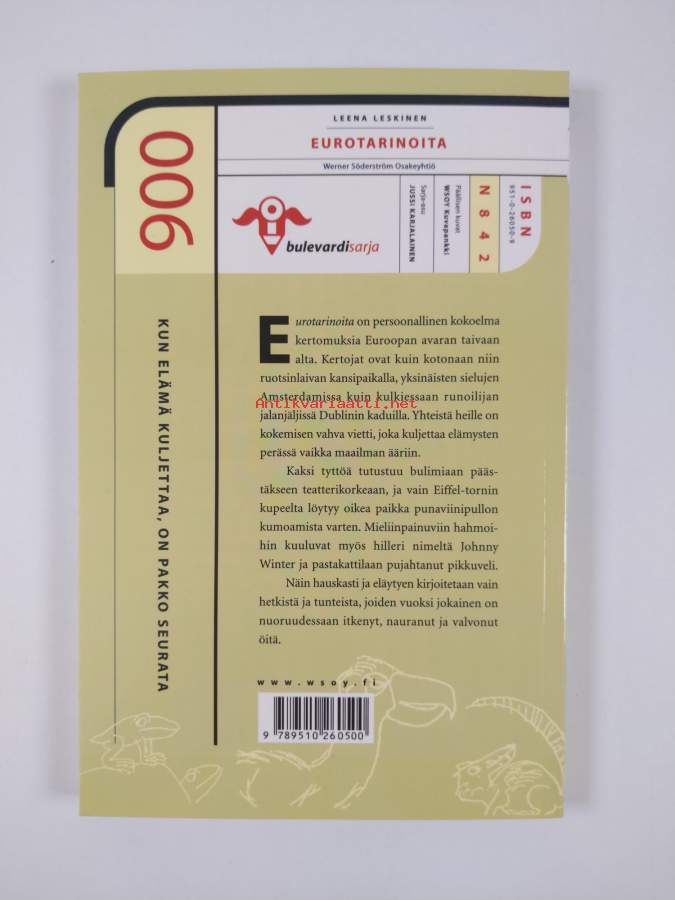 LEENA LESKINEN
EUROTARINOITA
Werner Söderström Osakeyhtiö
006
bulevardisarja
Sarja-asu
JUSSI KARJALAINEN
Päällisen kuvat
WSOY Kuvapankki
N 8 4 2
ISBN
951-0-26050-9
KUN ELÄMÄ KULJETTAA, ON PAKKO SEURATA
Eurotarinoita on persoonallinen kokoelma
kertomuksia Euroopan avaran taivaan
alta. Kertojat ovat kuin kotonaan niin
ruotsinlaivan kansipaikalla, yksinäisten sielujen
Amsterdamissa kuin kulkiessaan runoilijan
Antikvariaatti.net
jalanjäljissä Dublinin kaduilla. Yhteistä heille on
kokemisen vahva vietti, joka kuljettaa elämysten
perässä vaikka maailman ääriin.
Kaksi tyttöä tutustuu bulimiaan pääs-
täkseen teatterikorkeaan, ja vain Eiffel-tornin
kupeelta löytyy oikea paikka punaviinipullon
kumoamista varten. Mieliinpainuviin hahmoi-
hin kuuluvat myös hilleri nimeltä Johnny
Winter ja pastakattilaan pujahtanut pikkuveli.
Näin hauskasti ja eläytyen kirjoitetaan vain
hetkistä ja tunteista, joiden vuoksi jokainen on
nuoruudessaan itkenyt, nauranut ja valvonut
öitä.
www.wsoy.fi
9 789510 260500